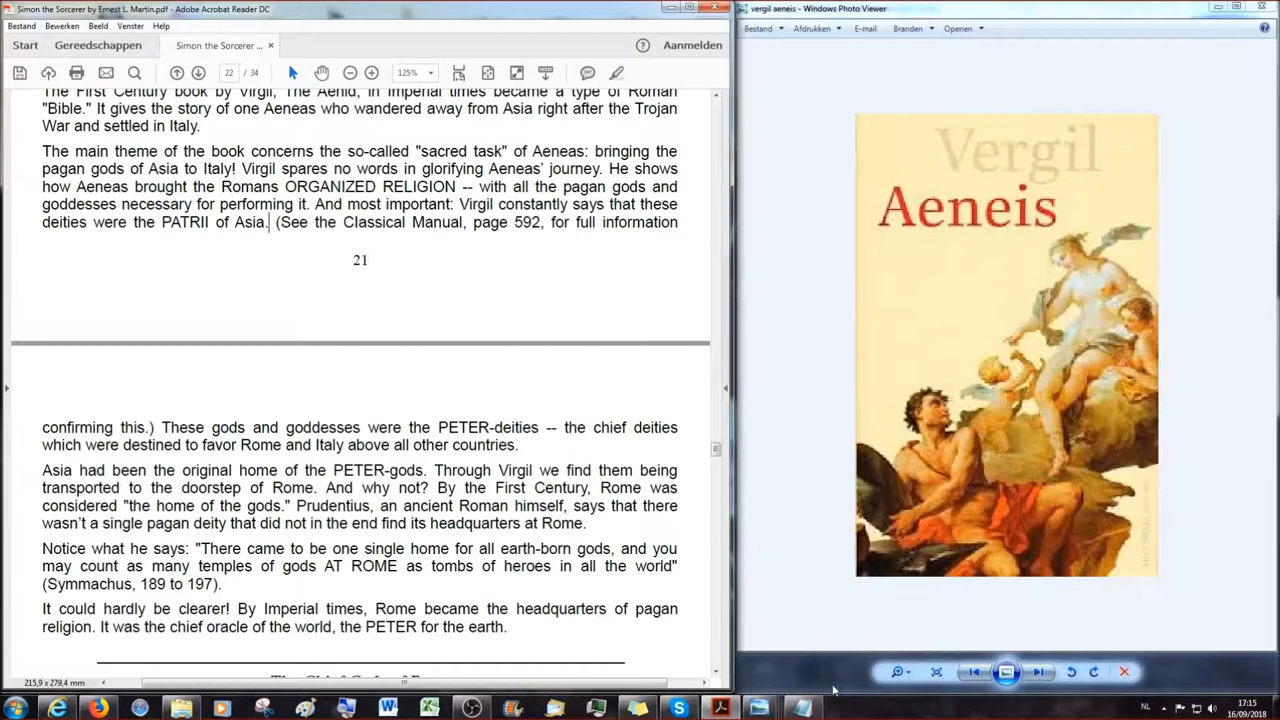 Simon the Sorcerer by Ernest L. Martin.pdf - Adobe Acrobat Reader DC
Bestand Bewerken Beeld Venster Help
Start Gereedschappen Simon the Sorcerer ... × Aanmelden
22 / 34 125%
The First Century book by Virgil, The Aenid, in Imperial times became a type of Roman
"Bible." It gives the story of one Aeneas who wandered away from Asia right after the Trojan
War and settled in Italy.
The main theme of the book concerns the so-called "sacred task" of Aeneas: bringing the
pagan gods of Asia to Italy! Virgil spares no words in glorifying Aeneas' journey. He shows
how Aeneas brought the Romans ORGANIZED RELIGION -- with all the pagan gods and
goddesses necessary for performing it. And most important: Virgil constantly says that these
deities were the PATRII of Asia. (See the Classical Manual, page 592, for full information
21
confirming this.) These gods and goddesses were the PETER-deities -- the chief deities
which were destined to favor Rome and Italy above all other countries.
Asia had been the original home of the PETER-gods. Through Virgil we find them being
transported to the doorstep of Rome. And why not? By the First Century, Rome was
considered "the home of the gods." Prudentius, an ancient Roman himself, says that there
wasn't a single pagan deity that did not in the end find its headquarters at Rome.
Notice what he says: "There came to be one single home for all earth-born gods, and you
may count as many temples of gods AT ROME as tombs of heroes in all the world"
(Symmachus, 189 to 197).
It could hardly be clearer! By Imperial times, Rome became the headquarters of pagan
religion. It was the chief oracle of the world, the PETER for the earth.
215,9 x 279,4 mm
vergil aeneis - Windows Photo Viewer
Bestand Afdrukken E-mail Branden Openen
Vergil
Aeneis
NL 17:15
16/09/2018